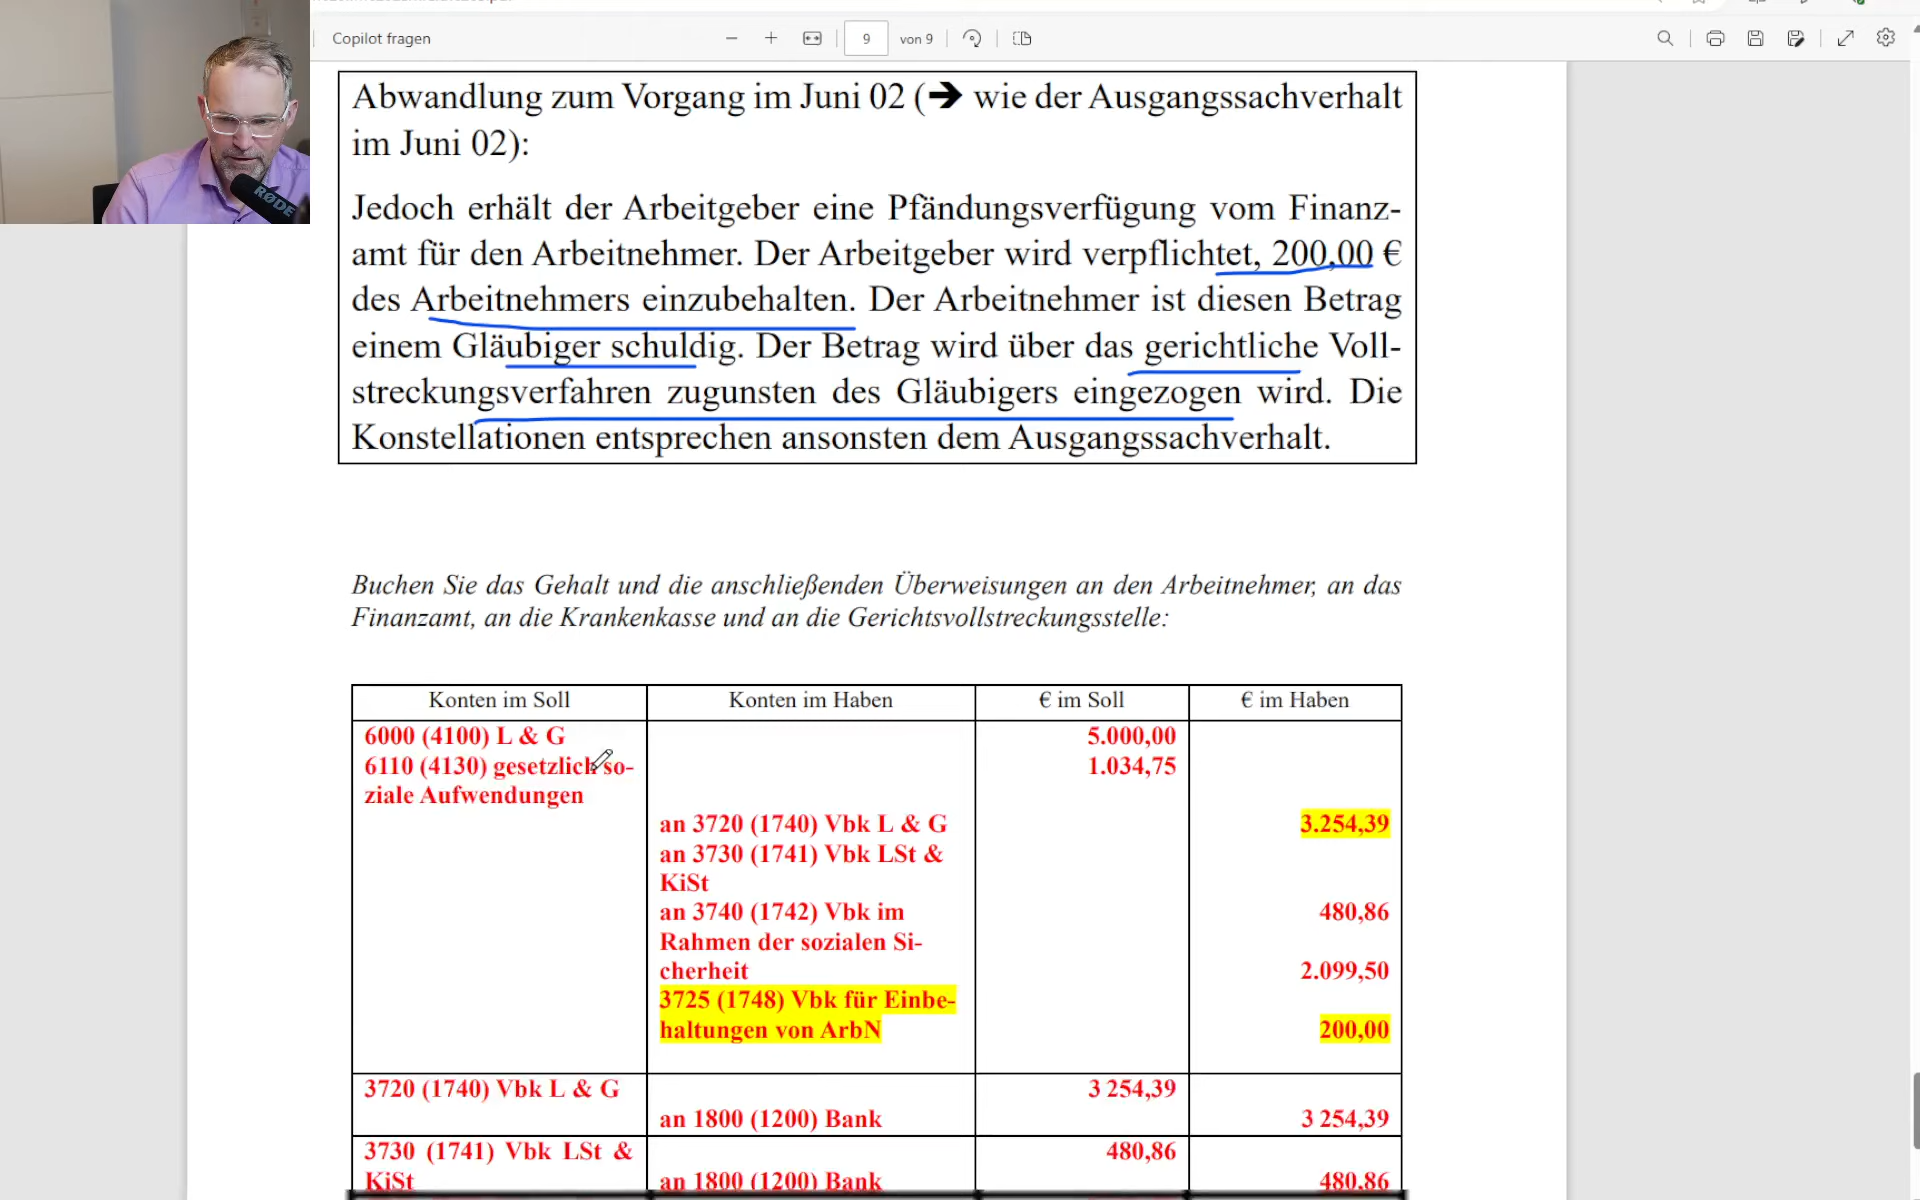 Copilot fragen
9 von 9
RØDE
Abwandlung zum Vorgang im Juni 02 (➔ wie der Ausgangssachverhalt
im Juni 02):
Jedoch erhält der Arbeitgeber eine Pfändungsverfügung vom Finanz-
amt für den Arbeitnehmer. Der Arbeitgeber wird verpflichtet, 200,00 €
des Arbeitnehmers einzubehalten. Der Arbeitnehmer ist diesen Betrag
einem Gläubiger schuldig. Der Betrag wird über das gerichtliche Voll-
streckungsverfahren zugunsten des Gläubigers eingezogen wird. Die
Konstellationen entsprechen ansonsten dem Ausgangssachverhalt.
Buchen Sie das Gehalt und die anschließenden Überweisungen an den Arbeitnehmer, an das
Finanzamt, an die Krankenkasse und an die Gerichtsvollstreckungsstelle:
Konten im Soll Konten im Haben € im Soll € im Haben
6000 (4100) L & G 5.000,00
6110 (4130) gesetzlich so- 1.034,75
ziale Aufwendungen
an 3720 (1740) Vbk L & G 3.254,39
an 3730 (1741) Vbk LSt &
KiSt
an 3740 (1742) Vbk im 480,86
Rahmen der sozialen Si-
cherheit 2.099,50
3725 (1748) Vbk für Einbe-
haltungen von ArbN 200,00
3720 (1740) Vbk L & G 3 254,39
an 1800 (1200) Bank 3 254,39
3730 (1741) Vbk LSt & 480,86
KiSt an 1800 (1200) Bank 480,86